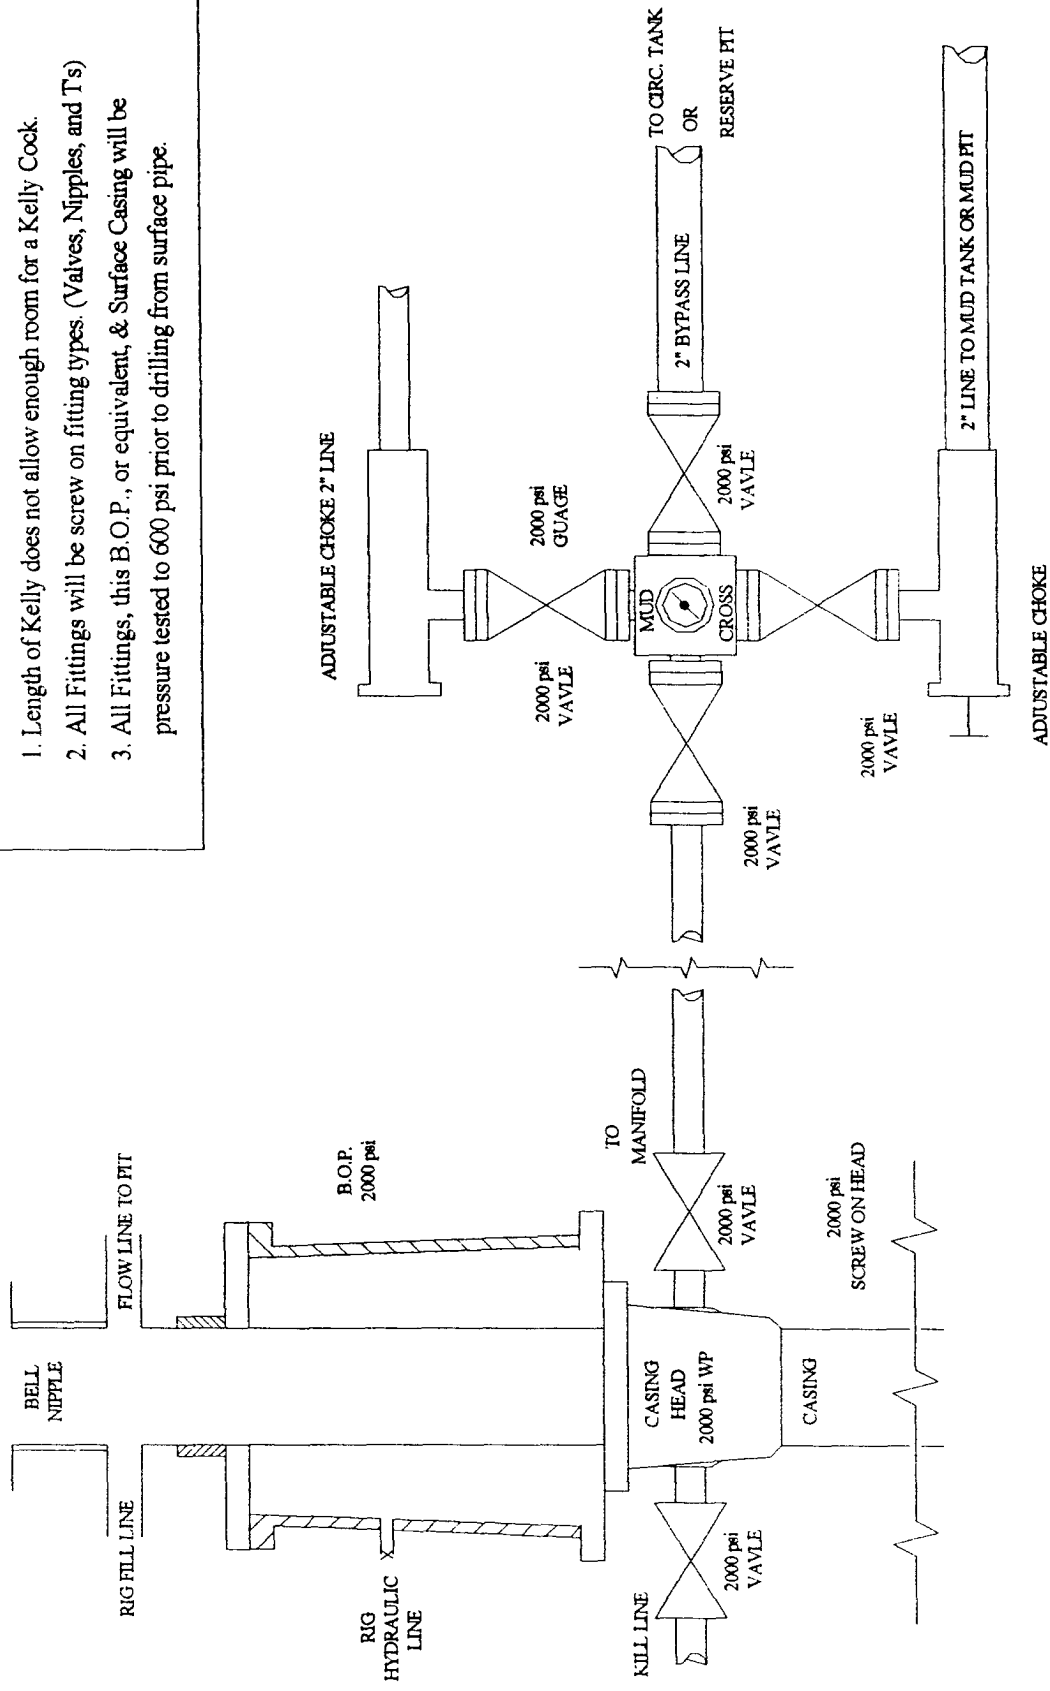 1. Length of Kelly does not allow enough room for a Kelly Cock.
2. All Fittings will be screw on fitting types. (Valves, Nipples, and T's)
3. All Fittings, this B.O.P., or equivalent, & Surface Casing will be
pressure tested to 600 psi prior to drilling from surface pipe.
BELL
NIPPLE
RIG FILL LINE
FLOW LINE TO PIT
B.O.P.
2000 psi
RIG
HYDRAULIC
LINE
KILL LINE
2000 psi
VAVLE
CASING
HEAD
2000 psi WP
CASING
TO
MANIFOLD
2000 psi
VAVLE
2000 psi
SCREW ON HEAD
ADJUSTABLE CHOKE 2" LINE
2000 psi
VAVLE
2000 psi
GUAGE
2000 psi
VAVLE
MUD
CROSS
2000 psi
VAVLE
2" BYPASS LINE
TO CIRC. TANK
OR
RESERVE PIT
2000 psi
VAVLE
2" LINE TO MUD TANK OR MUD PIT
ADJUSTABLE CHOKE